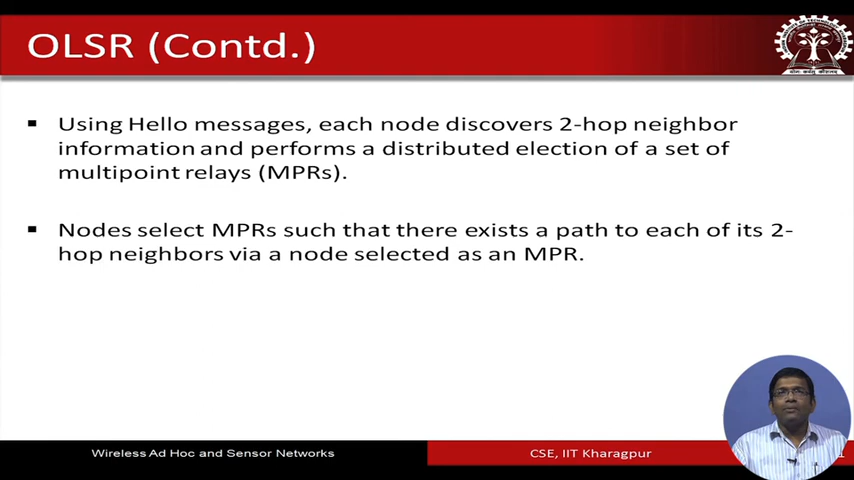 OLSR (Contd.)
Using Hello messages, each node discovers 2-hop neighbor
information and performs a distributed election of a set of
multipoint relays (MPRs).
Nodes select MPRs such that there exists a path to each of its 2-
hop neighbors via a node selected as an MPR.
Wireless Ad Hoc and Sensor Networks
CSE, IIT Kharagpur